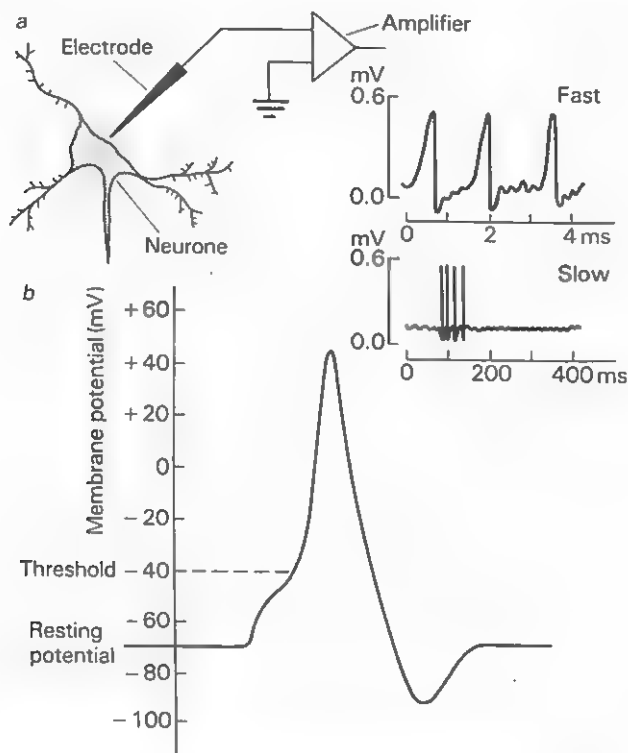 a
Electrode
Amplifier
Neurone
mV
0.6
Fast
0.0
0 2 4 ms
mV
0.6
Slow
0.0
0 200 400 ms
b
Membrane potential (mV)
+60
+40
+20
0
−20
Threshold −40
−60
Resting
potential
−80
−100